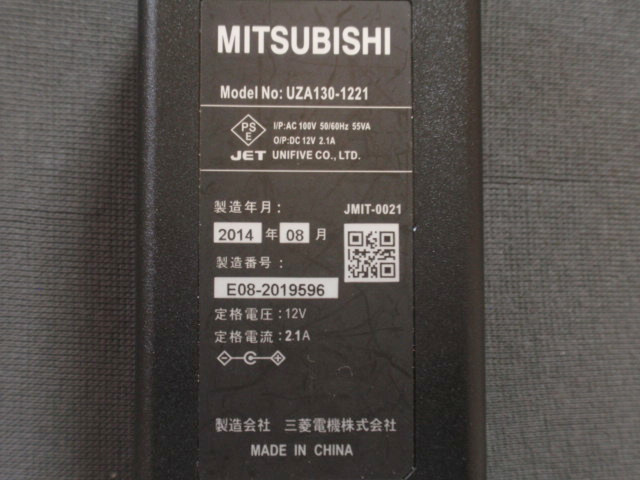 MITSUBISHI
Model No: UZA130-1221
PS
E
I/P:AC 100V 50/60Hz 55VA
O/P:DC 12V 2.1A
JET UNIFIVE CO., LTD.
製造年月: JMIT-0021
2014 年 08 月
製造番号:
E08-2019596
定格電圧:12V
定格電流:2.1A
製造会社 三菱電機株式会社
MADE IN CHINA